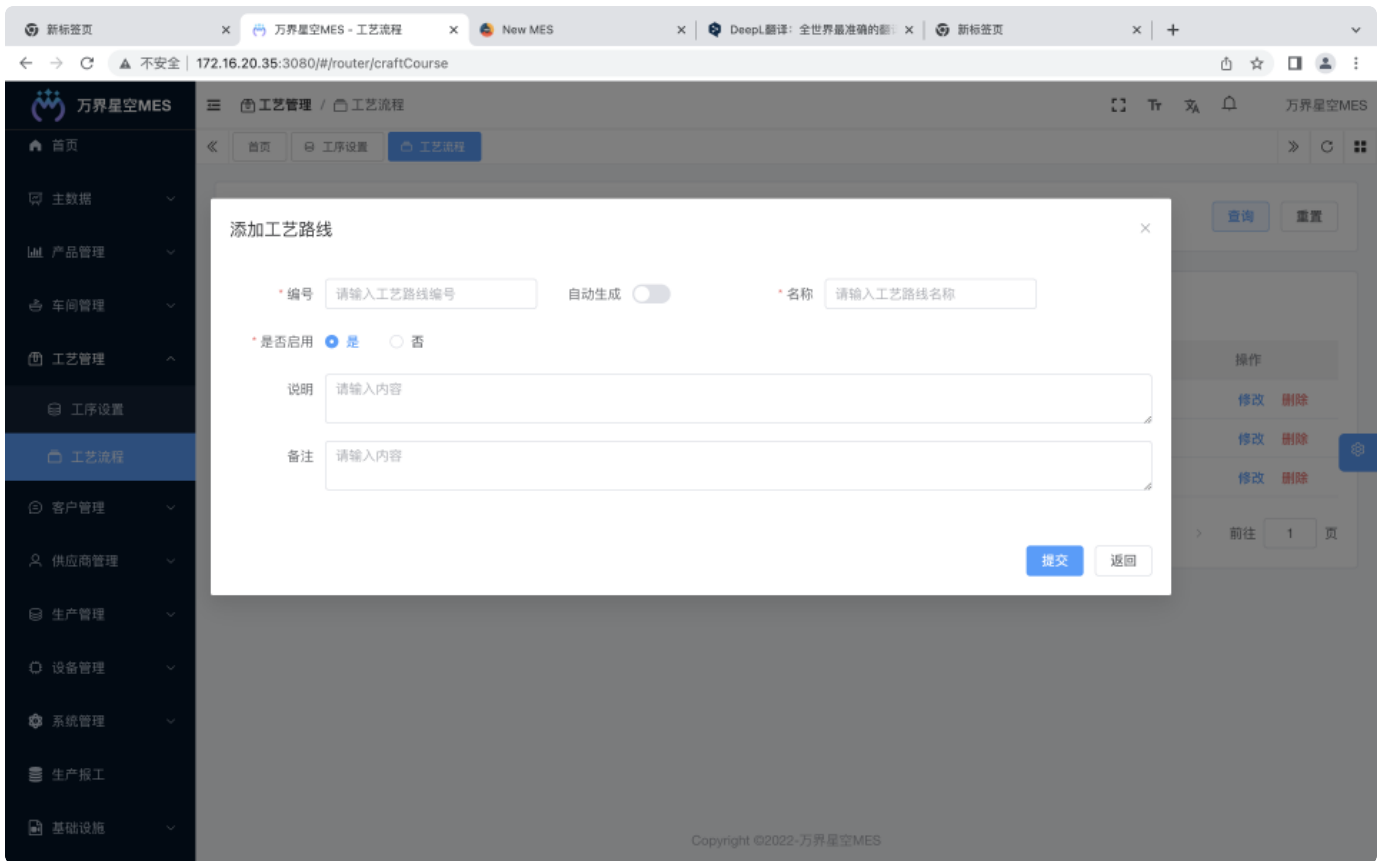 新标签页
万界星空MES - 工艺流程
New MES
DeepL翻译：全世界最准确的翻
新标签页
不安全 172.16.20.35:3080/#/router/craftCourse
万界星空MES
工艺管理 / 工艺流程
万界星空MES
首页
工序设置
工艺流程
首页
主数据
产品管理
车间管理
工艺管理
工序设置
工艺流程
客户管理
供应商管理
生产管理
设备管理
系统管理
生产报工
基础设施
查询 重置
添加工艺路线
* 编号 请输入工艺路线编号 自动生成 * 名称 请输入工艺路线名称
* 是否启用 是 否
说明 请输入内容
备注 请输入内容
提交 返回
操作
修改 删除
修改 删除
修改 删除
前往 1 页
Copyright ©2022-万界星空MES